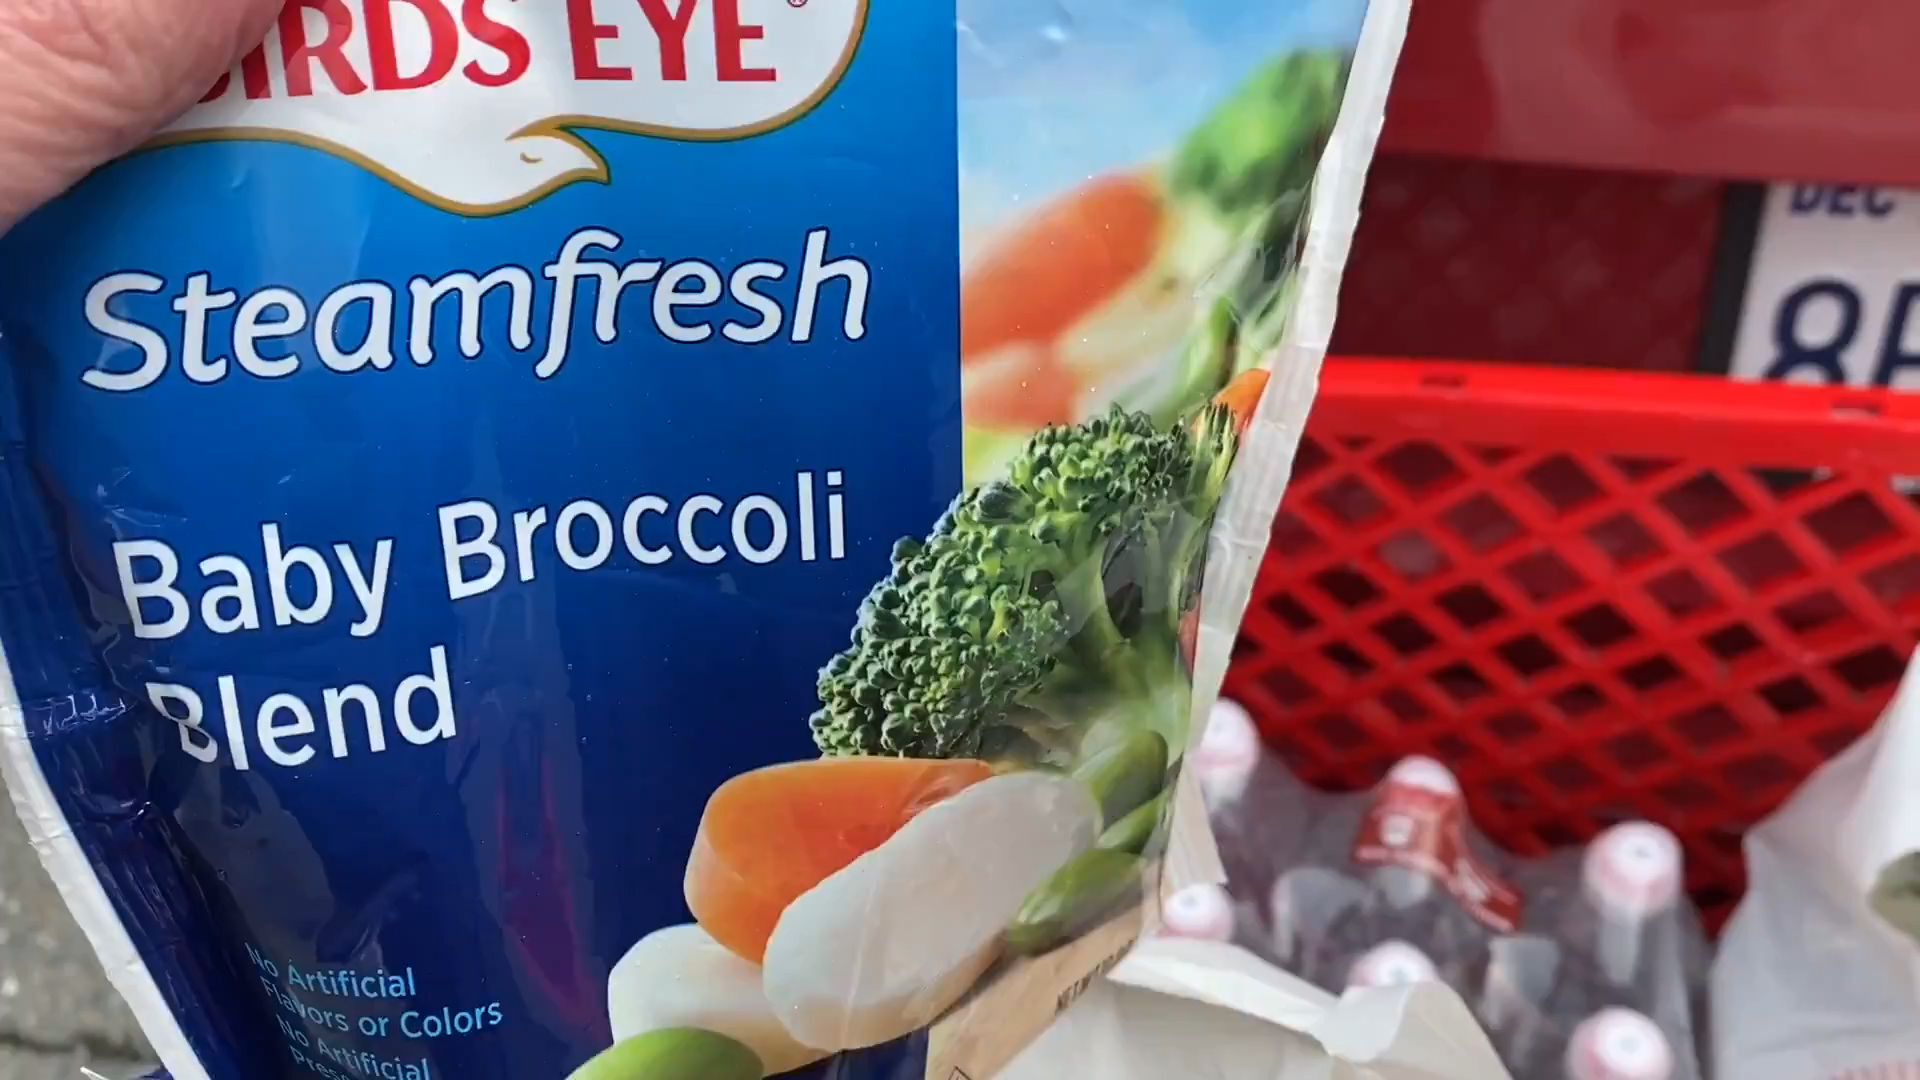 BIRDS EYE®
Steamfresh
Baby Broccoli
Blend
No Artificial
Flavors or Colors
No Artificial
DEC